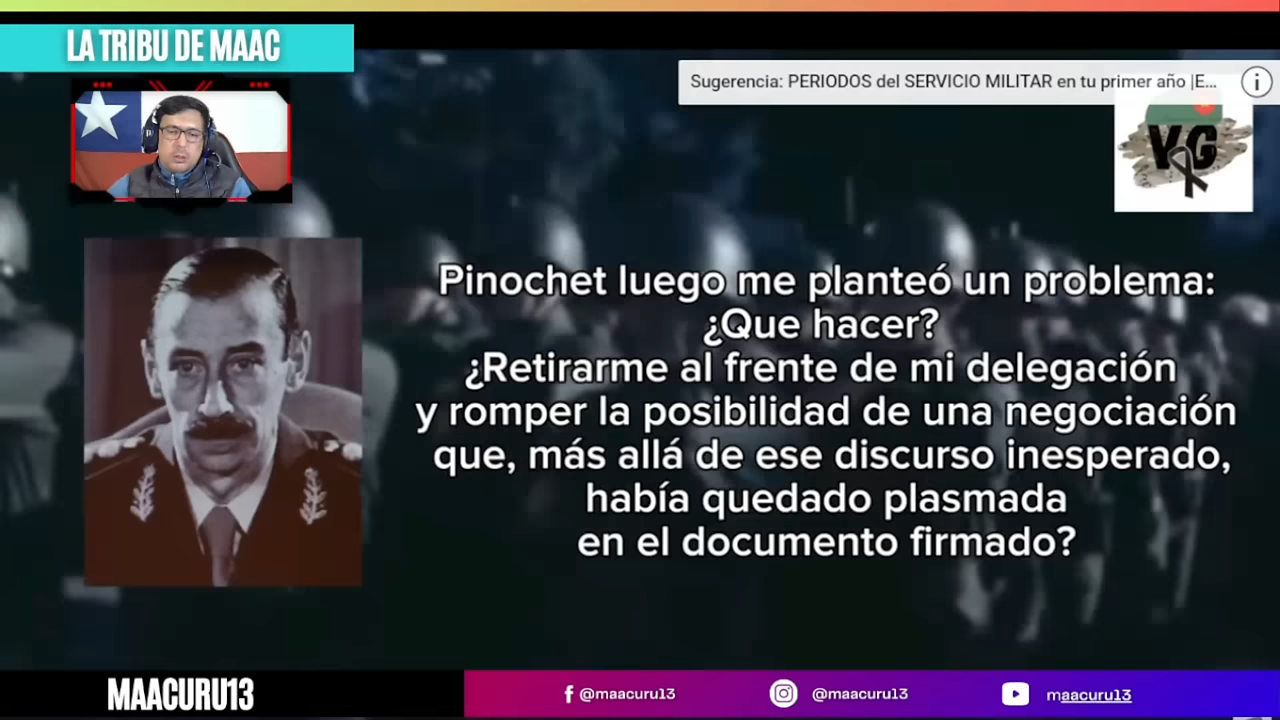 LA TRIBU DE MAAC
Sugerencia: PERIODOS del SERVICIO MILITAR en tu primer año |E...
VG
Pinochet luego me planteó un problema:
¿Que hacer?
¿Retirarme al frente de mi delegación
y romper la posibilidad de una negociación
que, más allá de ese discurso inesperado,
había quedado plasmada
en el documento firmado?
MAACURU13
@maacuru13
@maacuru13
maacuru13